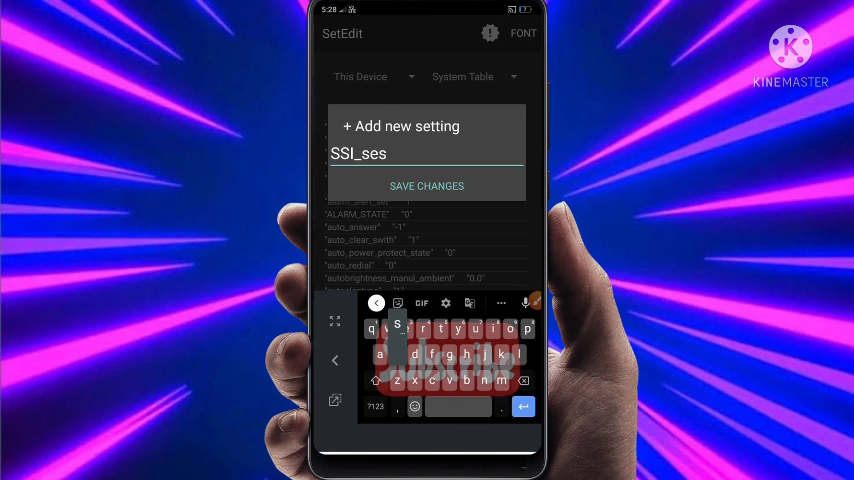 5:28
SetEdit
FONT
This Device
System Table
+ Add new setting
SSI_ses
SAVE CHANGES
"ALARM_STATE" "0"
"auto_answer" "-1"
"auto_clear_swith" "1"
"auto_power_protect_state" "0"
"auto_redial" "0"
"autobrightness_manul_ambient" "0.0"
GIF
s
q w e r t y u i o p
a d f g h j k l
z x c v b n m
?123 , .
Subscribe
KINEMASTER